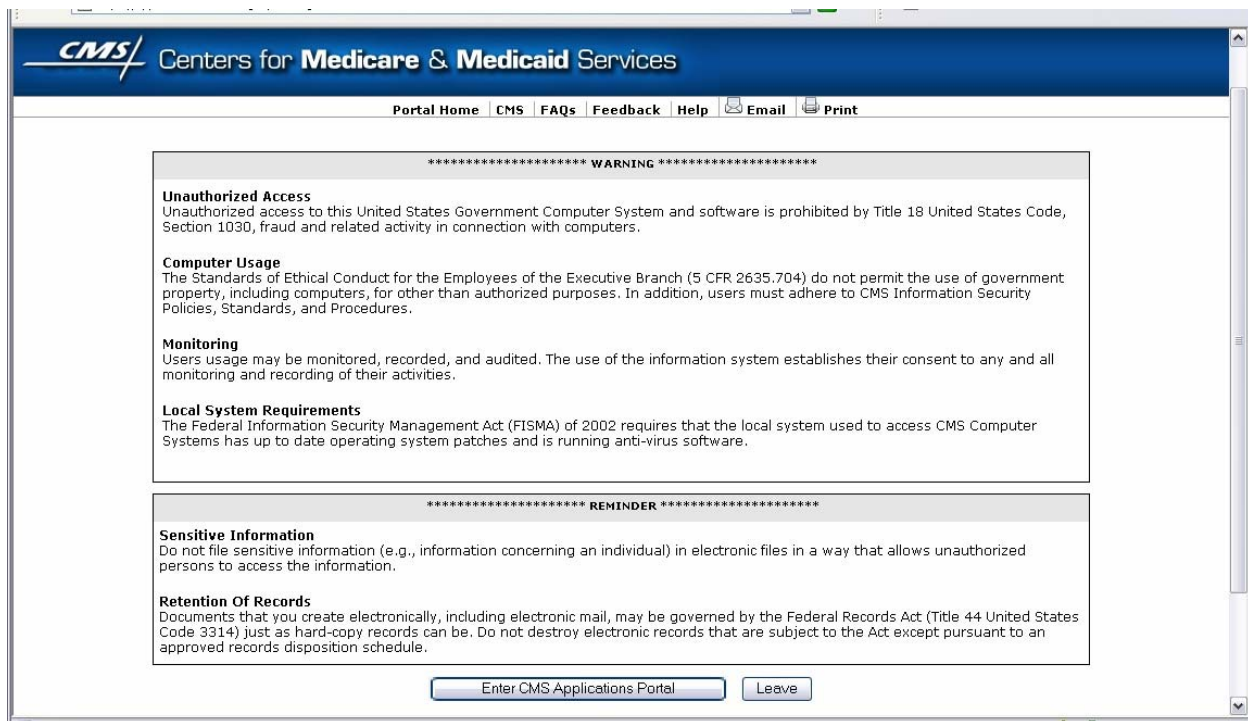 CMS/ Centers for Medicare & Medicaid Services
Portal Home CMS FAQs Feedback Help Email Print
********************* WARNING *********************
Unauthorized Access
Unauthorized access to this United States Government Computer System and software is prohibited by Title 18 United States Code,
Section 1030, fraud and related activity in connection with computers.
Computer Usage
The Standards of Ethical Conduct for the Employees of the Executive Branch (5 CFR 2635.704) do not permit the use of government
property, including computers, for other than authorized purposes. In addition, users must adhere to CMS Information Security
Policies, Standards, and Procedures.
Monitoring
Users usage may be monitored, recorded, and audited. The use of the information system establishes their consent to any and all
monitoring and recording of their activities.
Local System Requirements
The Federal Information Security Management Act (FISMA) of 2002 requires that the local system used to access CMS Computer
Systems has up to date operating system patches and is running anti-virus software.
********************* REMINDER *********************
Sensitive Information
Do not file sensitive information (e.g., information concerning an individual) in electronic files in a way that allows unauthorized
persons to access the information.
Retention Of Records
Documents that you create electronically, including electronic mail, may be governed by the Federal Records Act (Title 44 United States
Code 3314) just as hard-copy records can be. Do not destroy electronic records that are subject to the Act except pursuant to an
approved records disposition schedule.
Enter CMS Applications Portal Leave